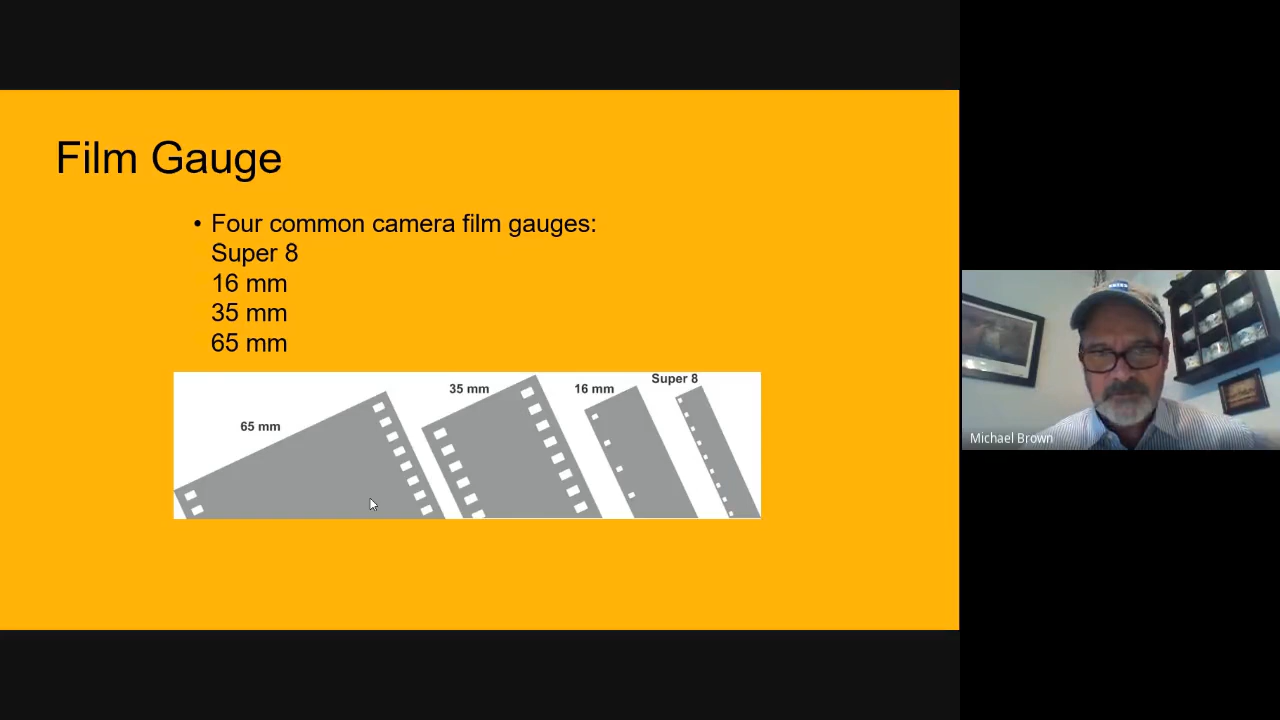 Film Gauge
• Four common camera film gauges:
Super 8
16 mm
35 mm
65 mm
65 mm
35 mm
16 mm
Super 8
Michael Brown